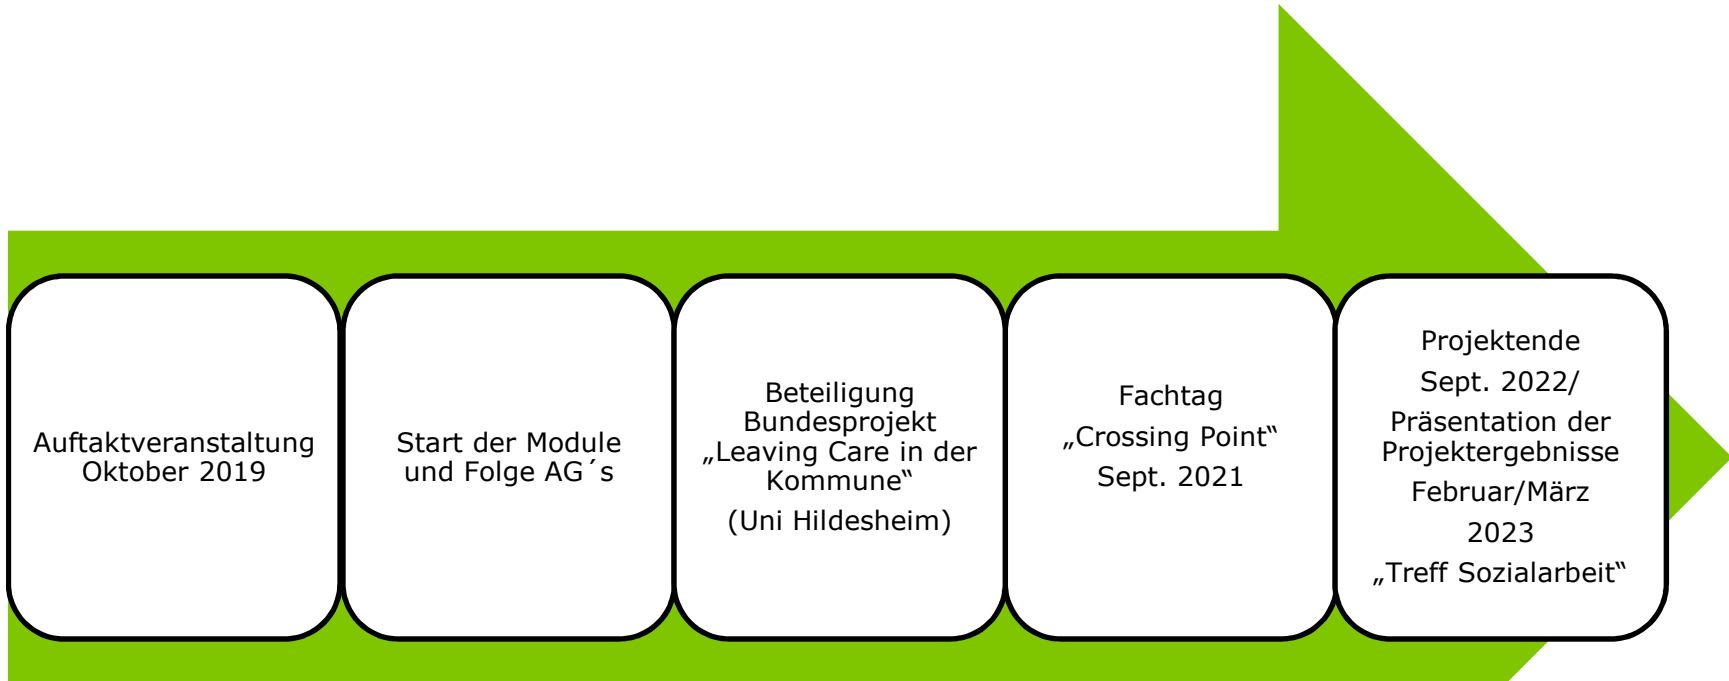 Auftaktveranstaltung
Oktober 2019
Start der Module
und Folge AG´s
Beteiligung
Bundesprojekt
„Leaving Care in der
Kommune“
(Uni Hildesheim)
Fachtag
„Crossing Point“
Sept. 2021
Projektende
Sept. 2022/
Präsentation der
Projektergebnisse
Februar/März
2023
„Treff Sozialarbeit“